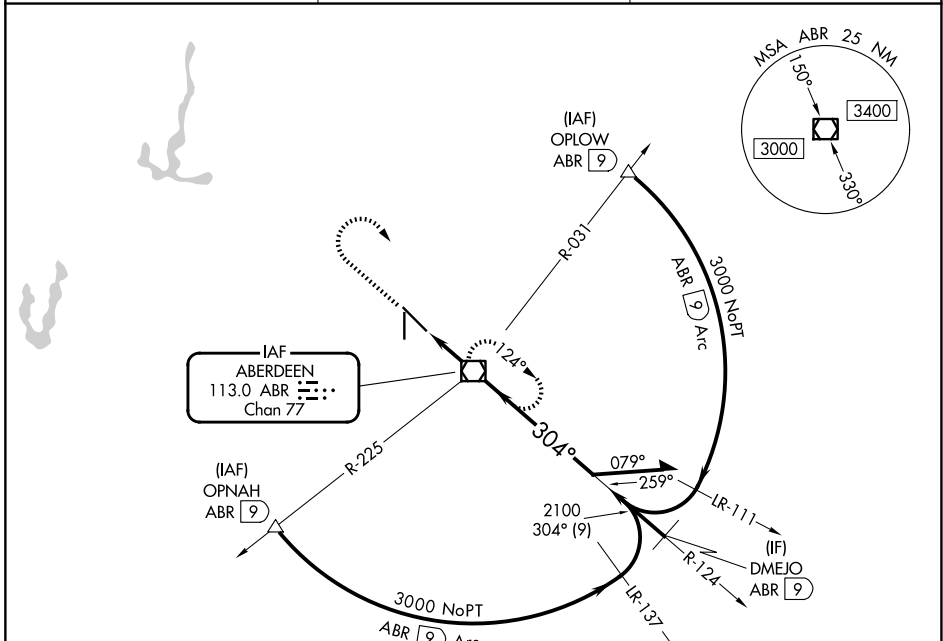 MSA ABR 25 NM
150°
3400
3000
330°
(IAF)
OPLOW
ABR 9
R-031
3000 NoPT
ABR 9 Arc
124°
IAF
ABERDEEN
113.0 ABR
Chan 77
304°
R-225
079°
259°
LR-111
(IAF)
OPNAH
ABR 9
2100
304° (9)
(IF)
DMEJO
ABR 9
R-124
LR-137
3000 NoPT
ABR 9 Arc